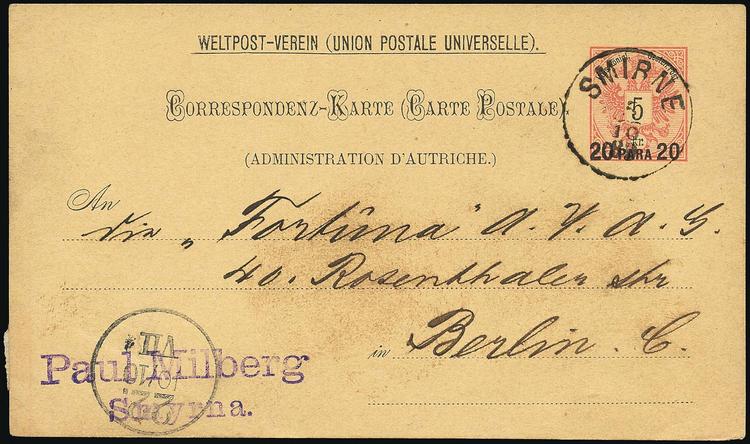 WELTPOST-VEREIN (UNION POSTALE UNIVERSELLE).
CORRESPONDENZ-KARTE (CARTE POSTALE)
(ADMINISTRATION D'AUTRICHE.)
SMIRNE
5
20 PARA 20
An
die „Fortuna" A. V. A. G.
40. Rosenthaler str
in Berlin. C.
Paul Milberg
Smyrna.